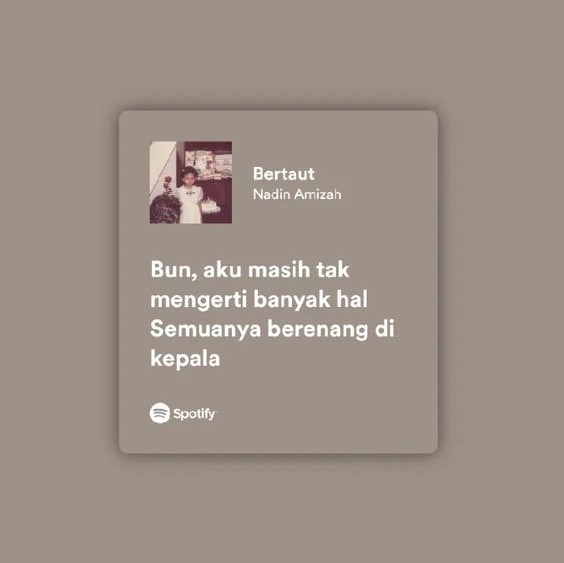 Bertaut
Nadin Amizah
Bun, aku masih tak
mengerti banyak hal
Semuanya berenang di
kepala
Spotify